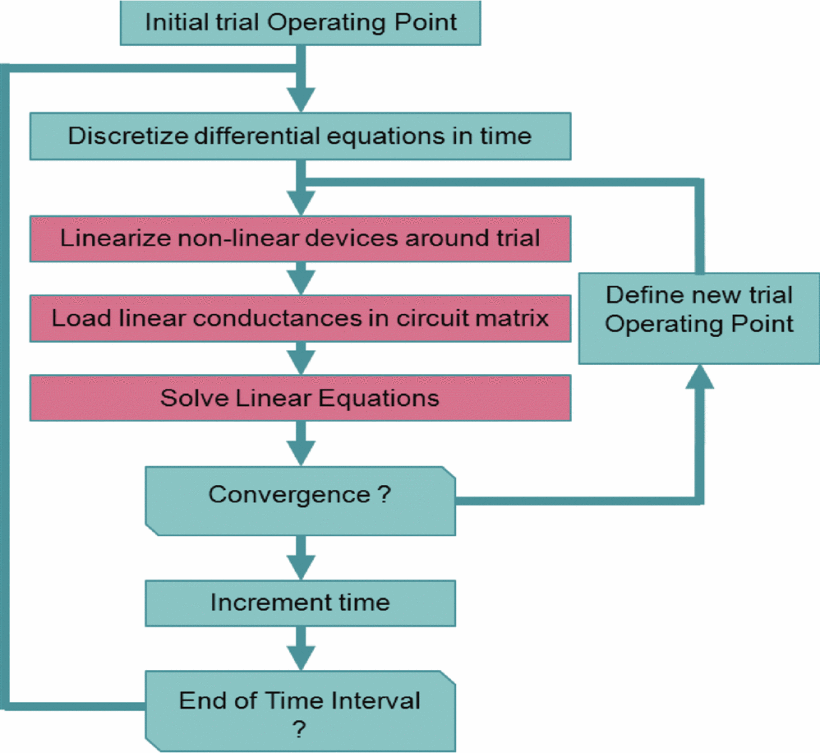 Initial trial Operating Point
Discretize differential equations in time
Linearize non-linear devices around trial
Load linear conductances in circuit matrix
Solve Linear Equations
Define new trial
Operating Point
Convergence ?
Increment time
End of Time Interval
?